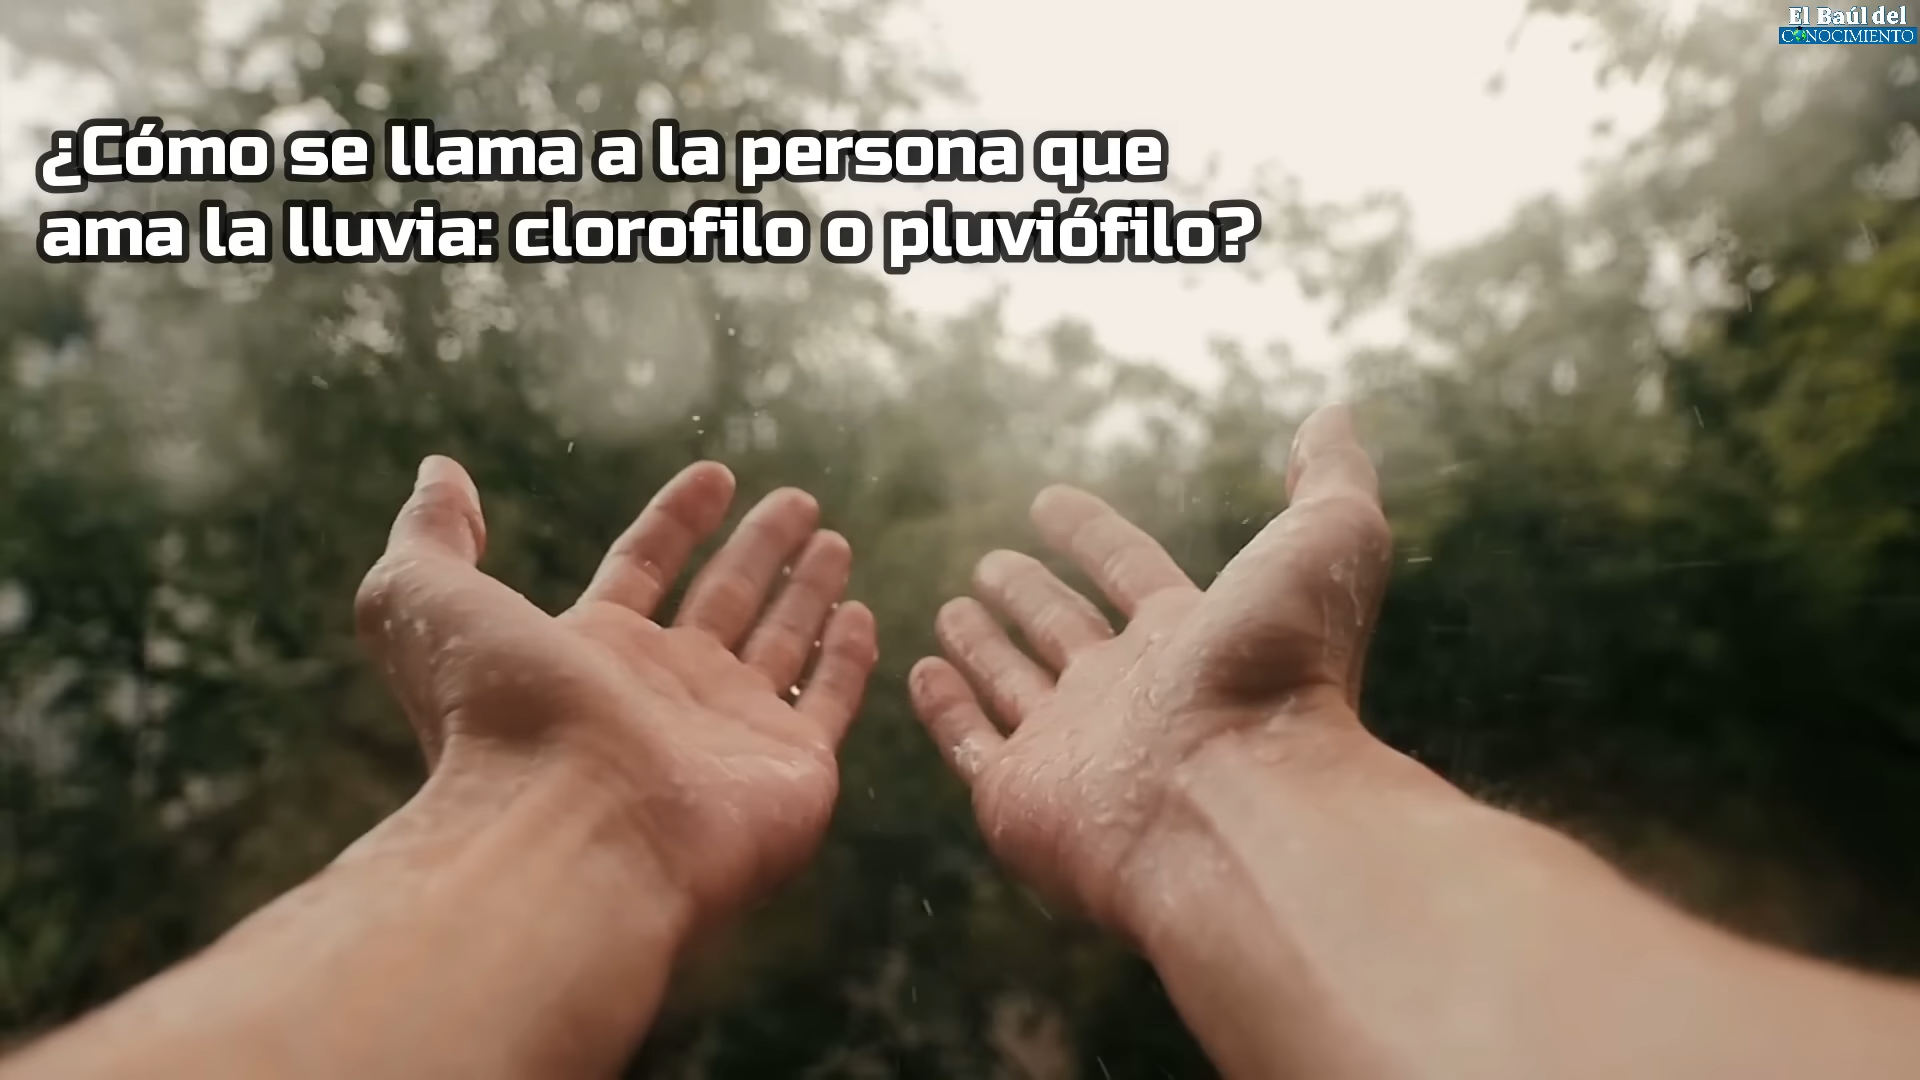 El Baúl del
CONOCIMIENTO
¿Cómo se llama a la persona que
ama la lluvia: clorofilo o pluviófilo?